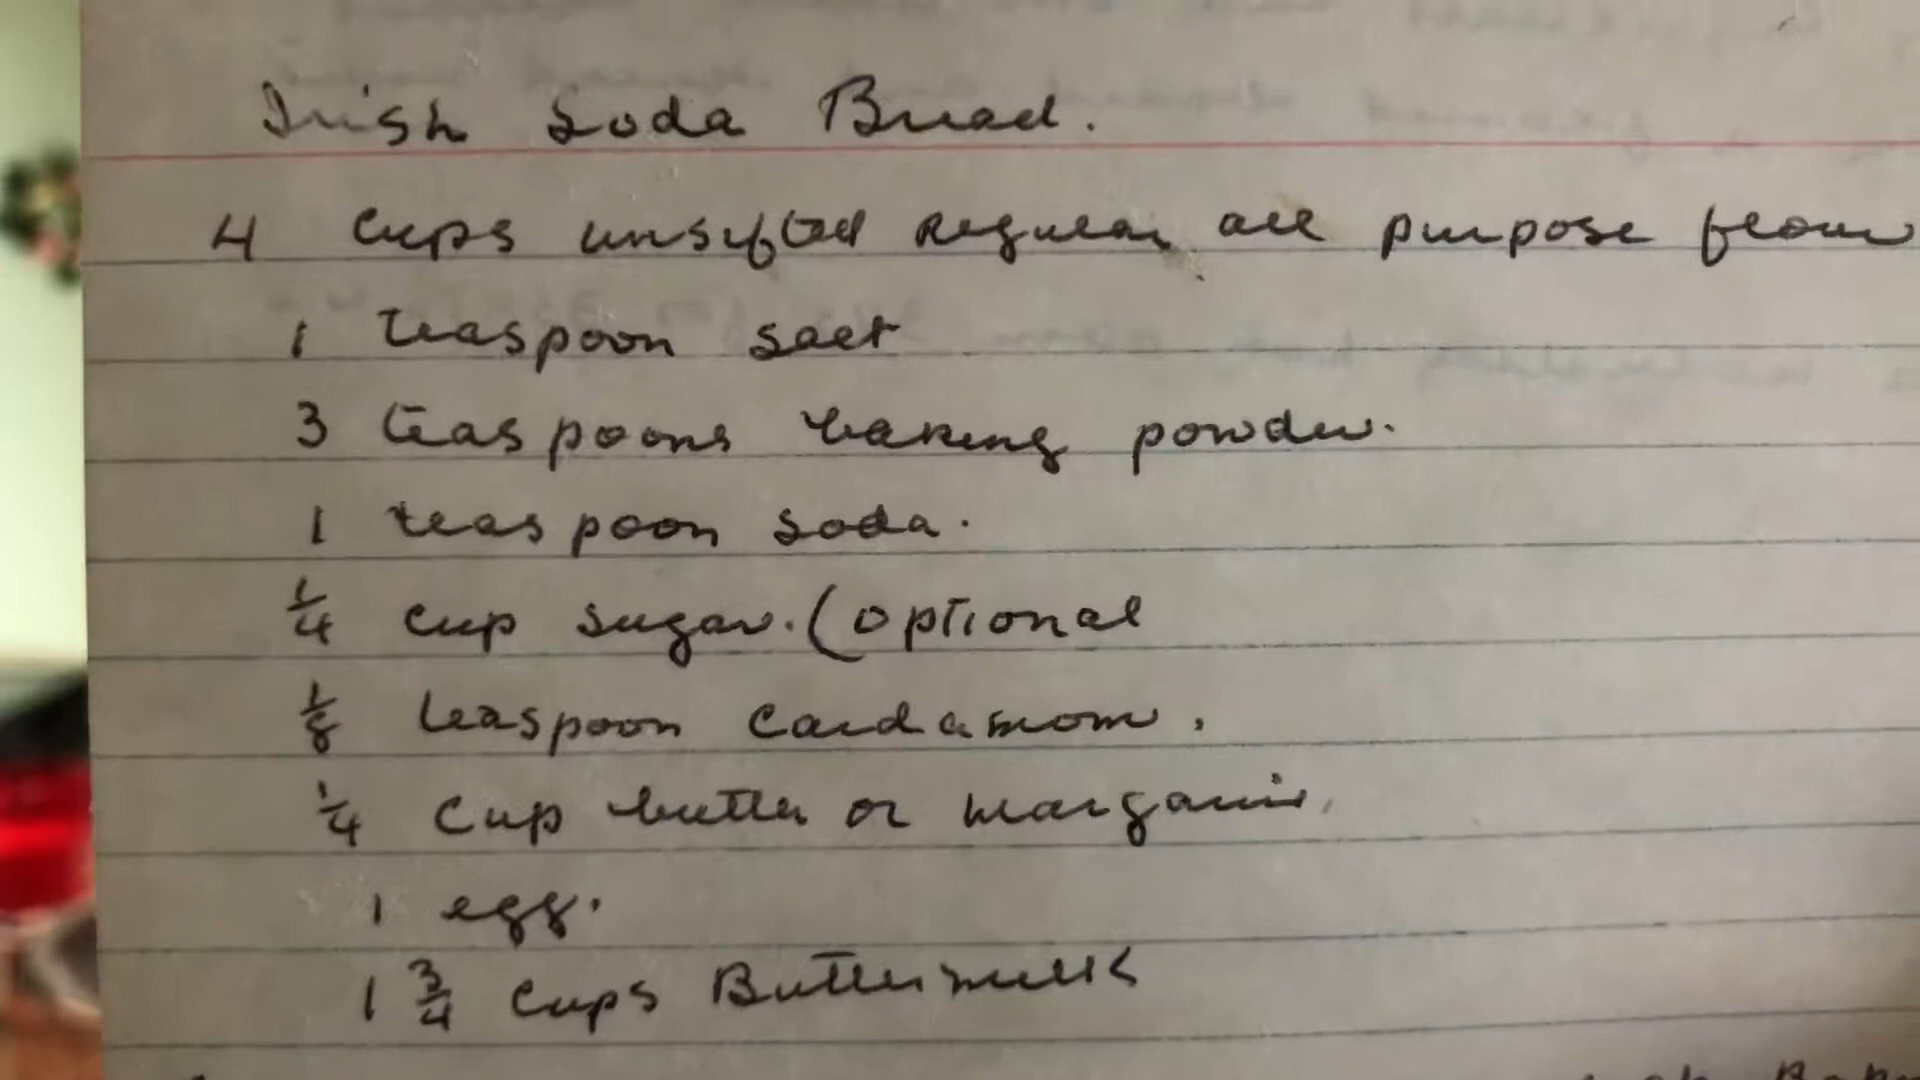 Irish Soda Bread.
4 Cups unsifted Regular all purpose flour
1 teaspoon salt
3 teaspoons baking powder.
1 teaspoon soda.
1/4 cup sugar. (optional
1/8 teaspoon Cardamom.
1/4 Cup butter or margarine.
1 egg.
1 3/4 Cups Buttermilk